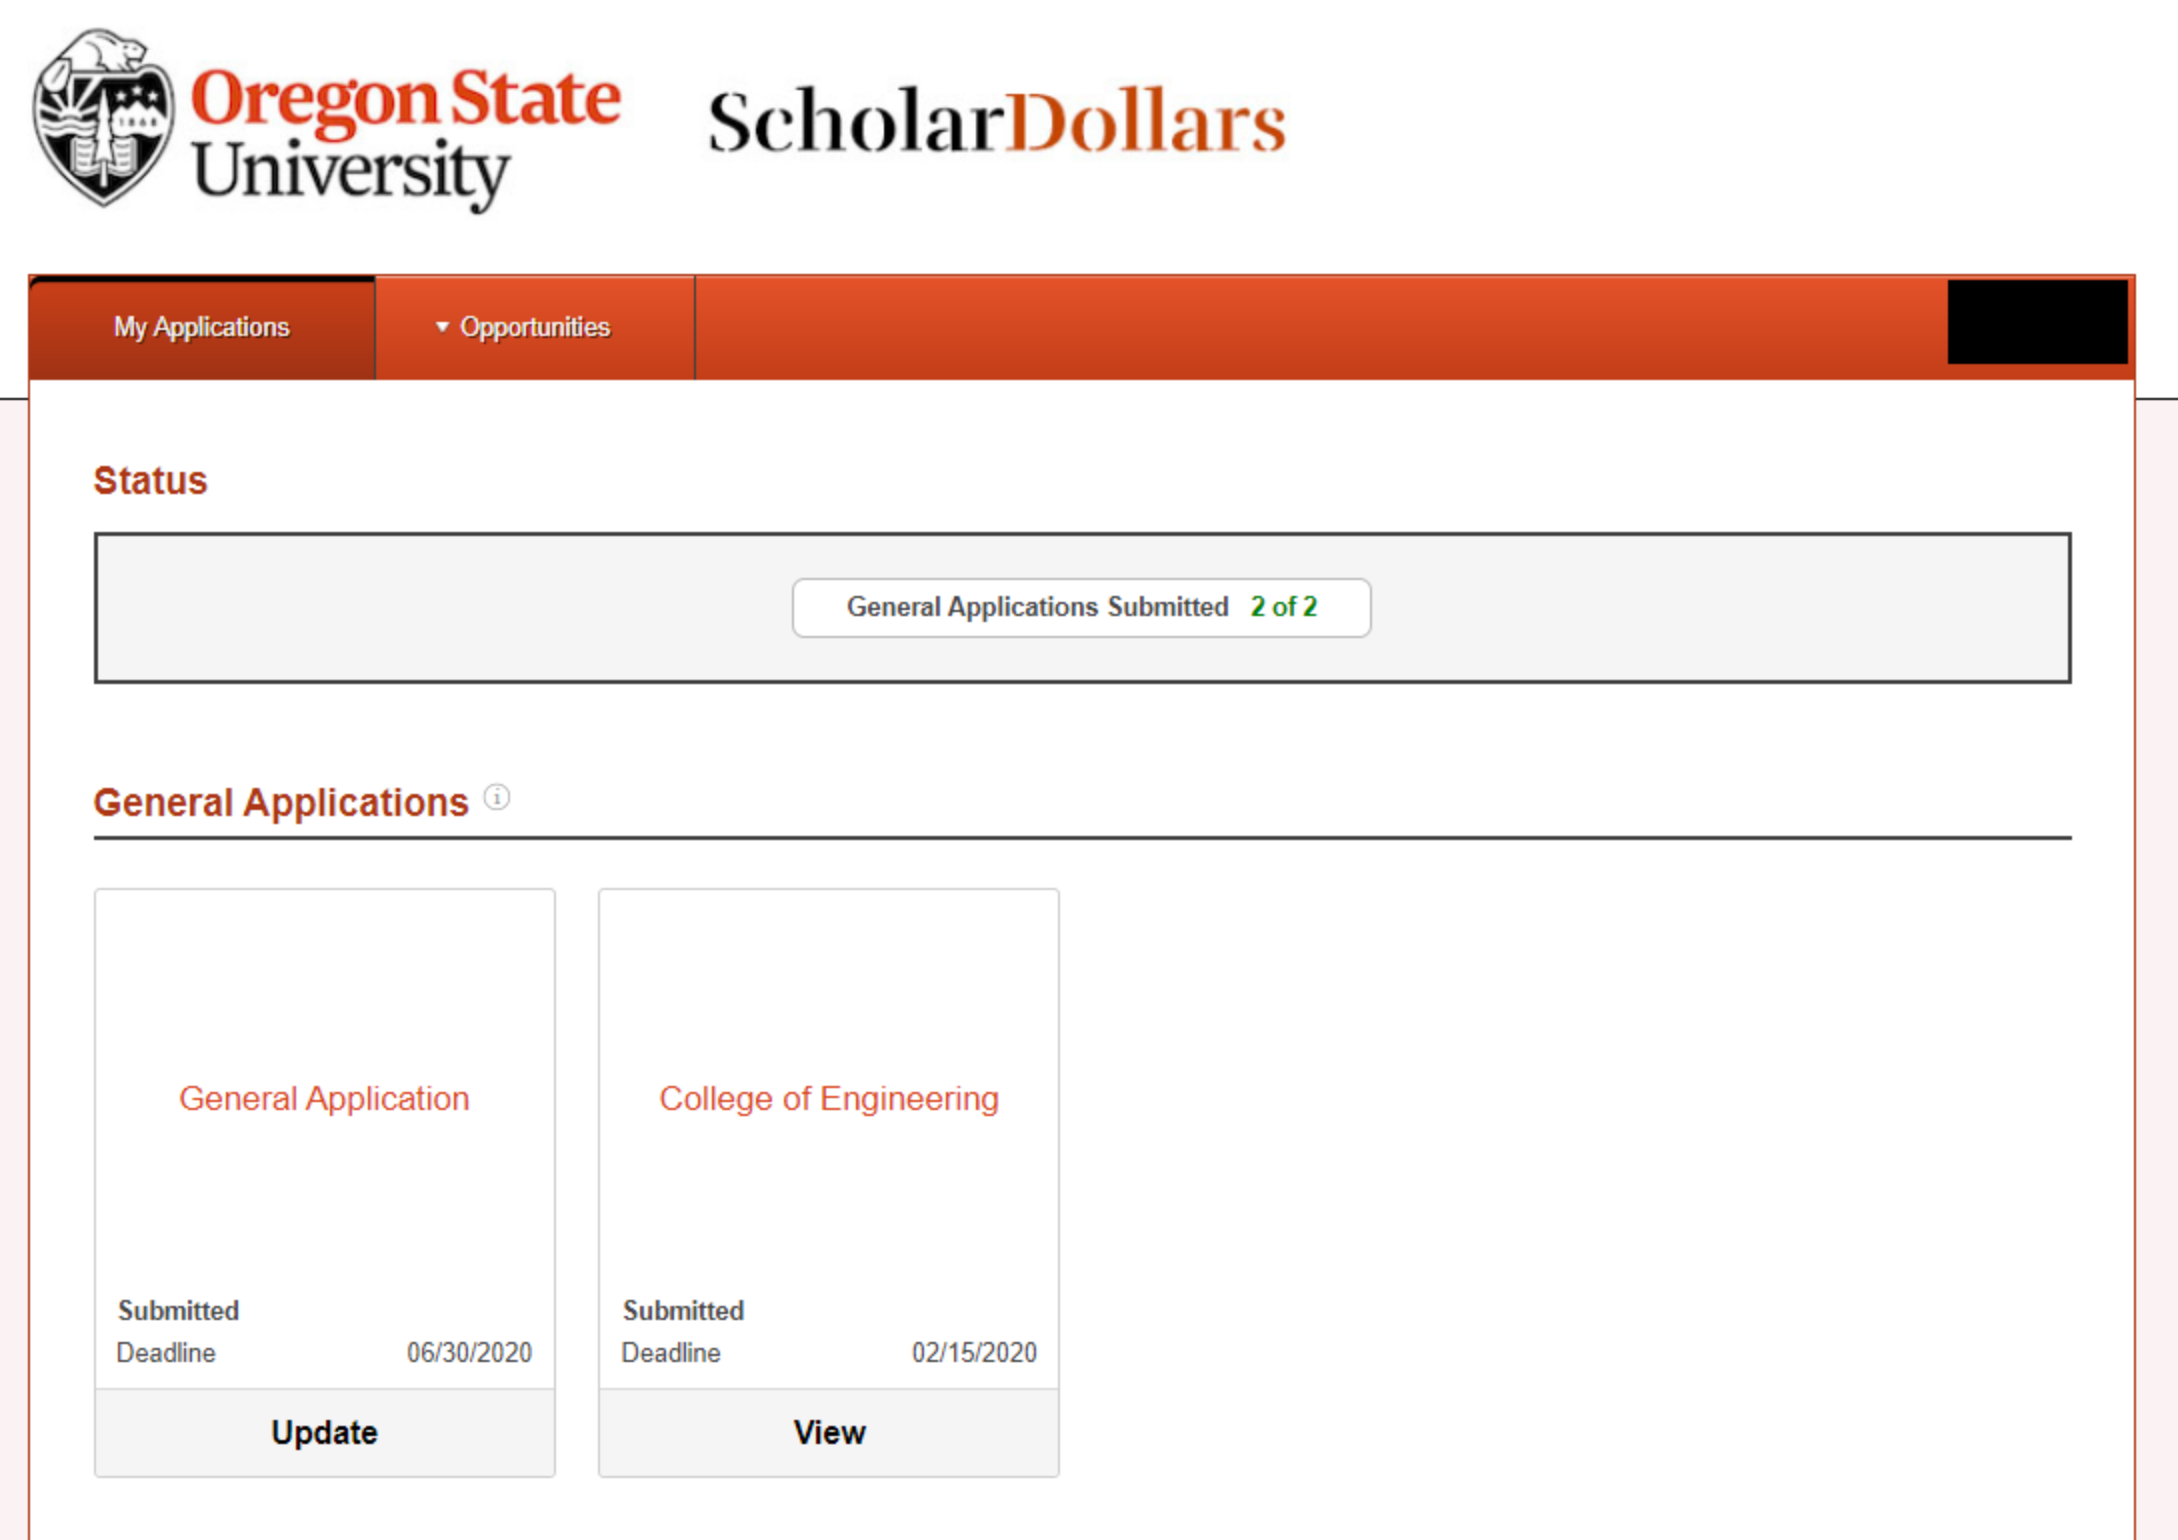 Oregon State
University
ScholarDollars
1868
My Applications
Opportunities
Status
General Applications Submitted 2 of 2
General Applications
General Application
Submitted
Deadline 06/30/2020
Update
College of Engineering
Submitted
Deadline 02/15/2020
View